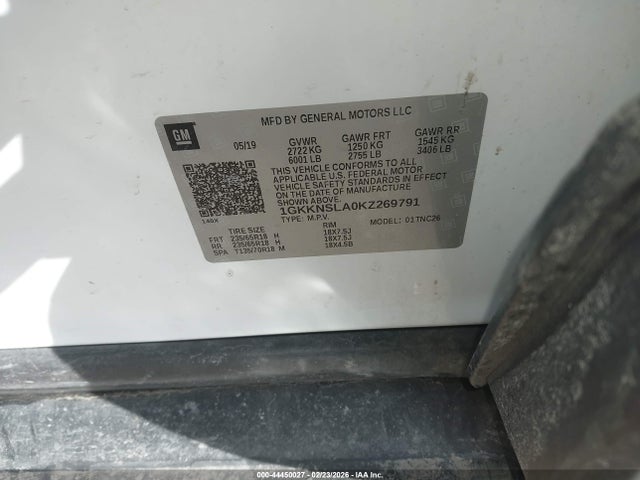 MFD BY GENERAL MOTORS LLC
GM
05/19
GVWR GAWR FRT GAWR RR
2722 KG 1250 KG 1545 KG
6001 LB 2755 LB 3406 LB
THIS VEHICLE CONFORMS TO ALL
APPLICABLE U.S. FEDERAL MOTOR
VEHICLE SAFETY STANDARDS IN EFFECT ON
THE DATE OF MANUFACTURE
SHOWN ABOVE.
1GKKNSLA0KZ269791
TYPE: M.P.V. MODEL: 01TNC26
TIRE SIZE RIM
FRT 235/65R18 H 18X7.5J
RR 235/65R18 H 18X7.5J
SPA T135/70R18 M 18X4.5B
000-44450027 - 02/23/2026 - IAAI Branch